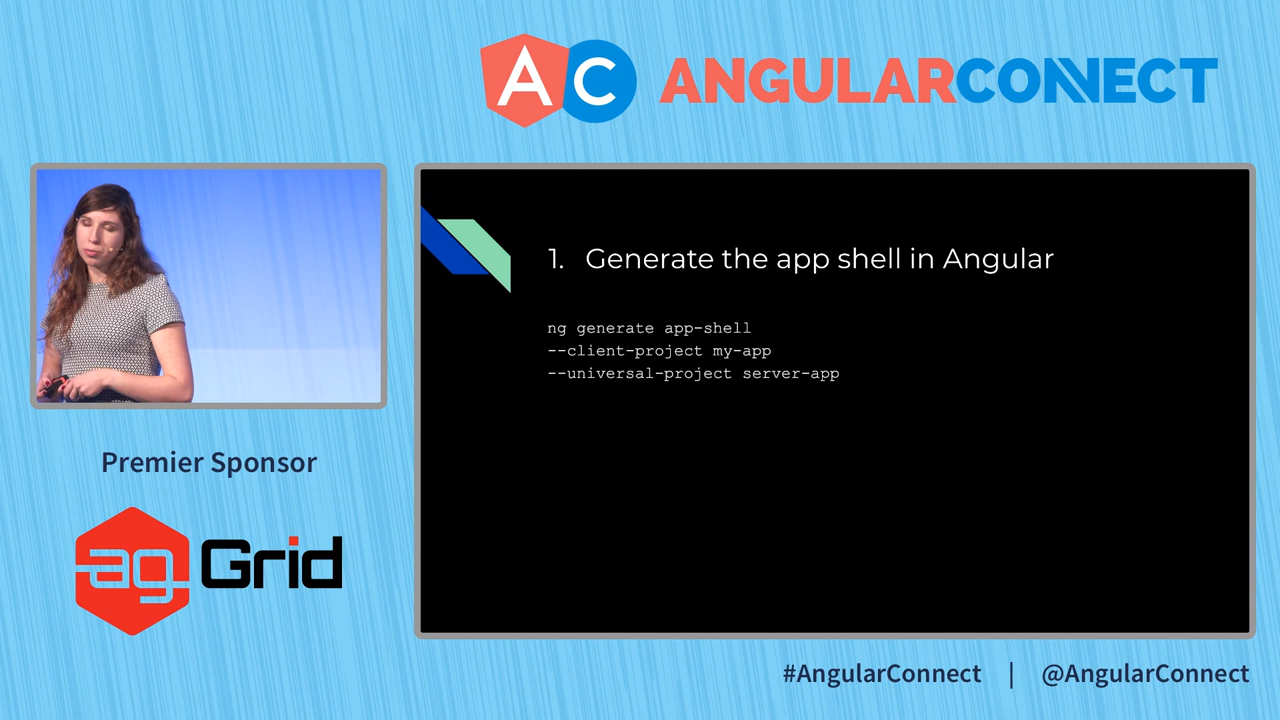 AC ANGULARCONNECT
1. Generate the app shell in Angular
ng generate app-shell
--client-project my-app
--universal-project server-app
Premier Sponsor
ag Grid
#AngularConnect | @AngularConnect